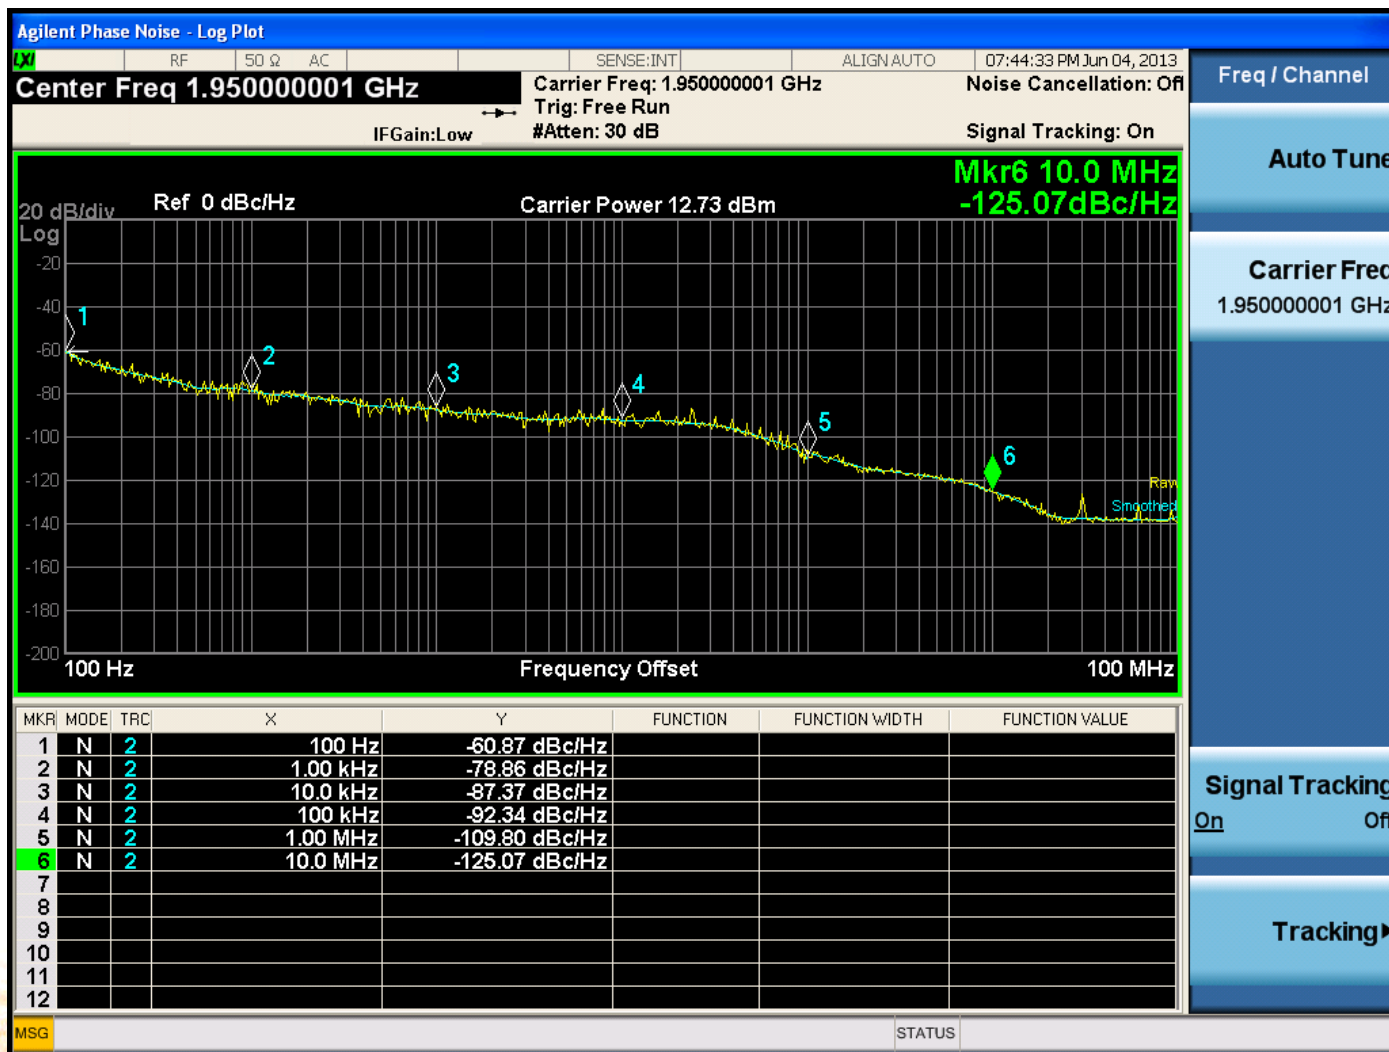 Agilent Phase Noise - Log Plot
LXI RF 50 Ω AC SENSE:INT ALIGN AUTO 07:44:33 PM Jun 04, 2013
Center Freq 1.950000001 GHz
Carrier Freq: 1.950000001 GHz
Noise Cancellation: Off
Trig: Free Run
IFGain:Low
#Atten: 30 dB
Signal Tracking: On
Mkr6 10.0 MHz
-125.07dBc/Hz
20 dB/div
Ref 0 dBc/Hz
Carrier Power 12.73 dBm
Log
-20
-40
-60
-80
-100
-120
-140
-160
-180
-200
1
2
3
4
5
6
Raw
Smoothed
100 Hz
Frequency Offset
100 MHz
MKR MODE TRC X Y FUNCTION FUNCTION WIDTH FUNCTION VALUE
1 N 2 100 Hz -60.87 dBc/Hz
2 N 2 1.00 kHz -78.86 dBc/Hz
3 N 2 10.0 kHz -87.37 dBc/Hz
4 N 2 100 kHz -92.34 dBc/Hz
5 N 2 1.00 MHz -109.80 dBc/Hz
6 N 2 10.0 MHz -125.07 dBc/Hz
7
8
9
10
11
12
MSG
STATUS
Freq / Channel
Auto Tune
Carrier Freq
1.950000001 GHz
Signal Tracking
On Off
Tracking